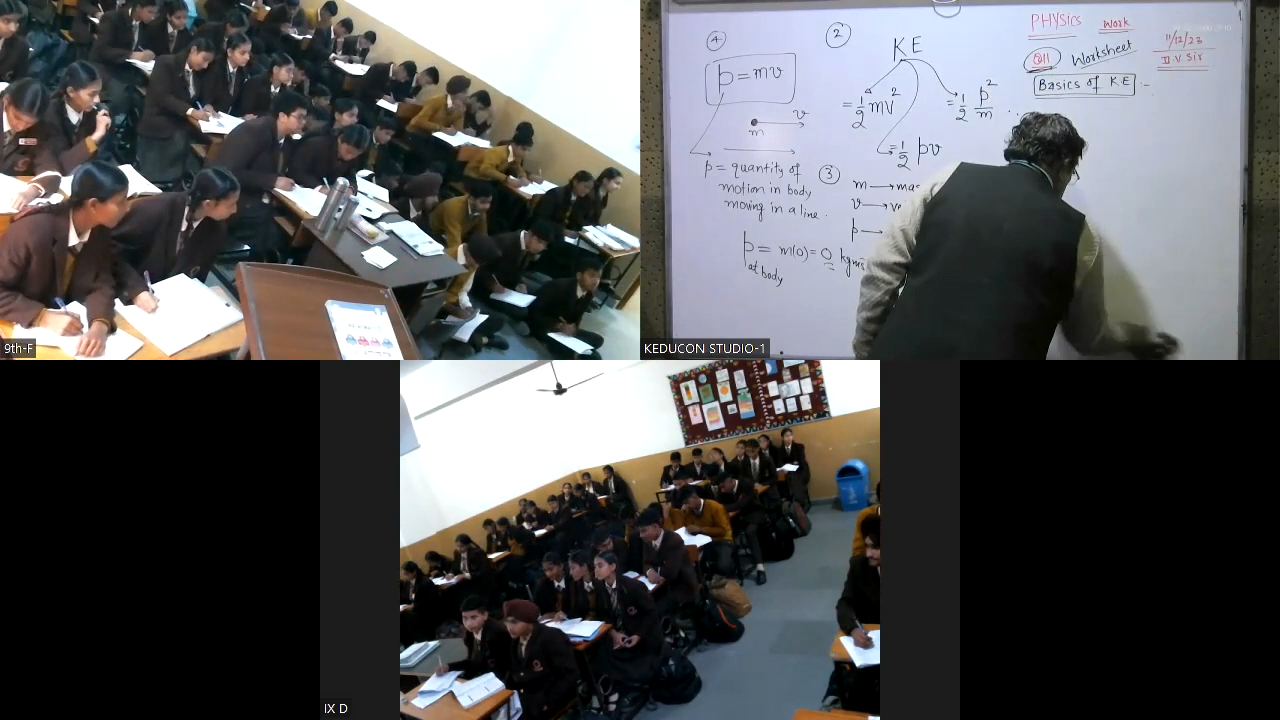 9th-F
KEDUCON STUDIO-1
IX D
④
p = mv
m
v
p = quantity of
motion in body
moving in a line.
p = m(0) = 0 kgm/s
at body
②
KE
= 1/2 mv²
= 1/2 p²/m
= 1/2 pv
③
m → mas
v → ve
p →
PHYSICS Work
Q11 Worksheet
11/12/23
Basics of K.E